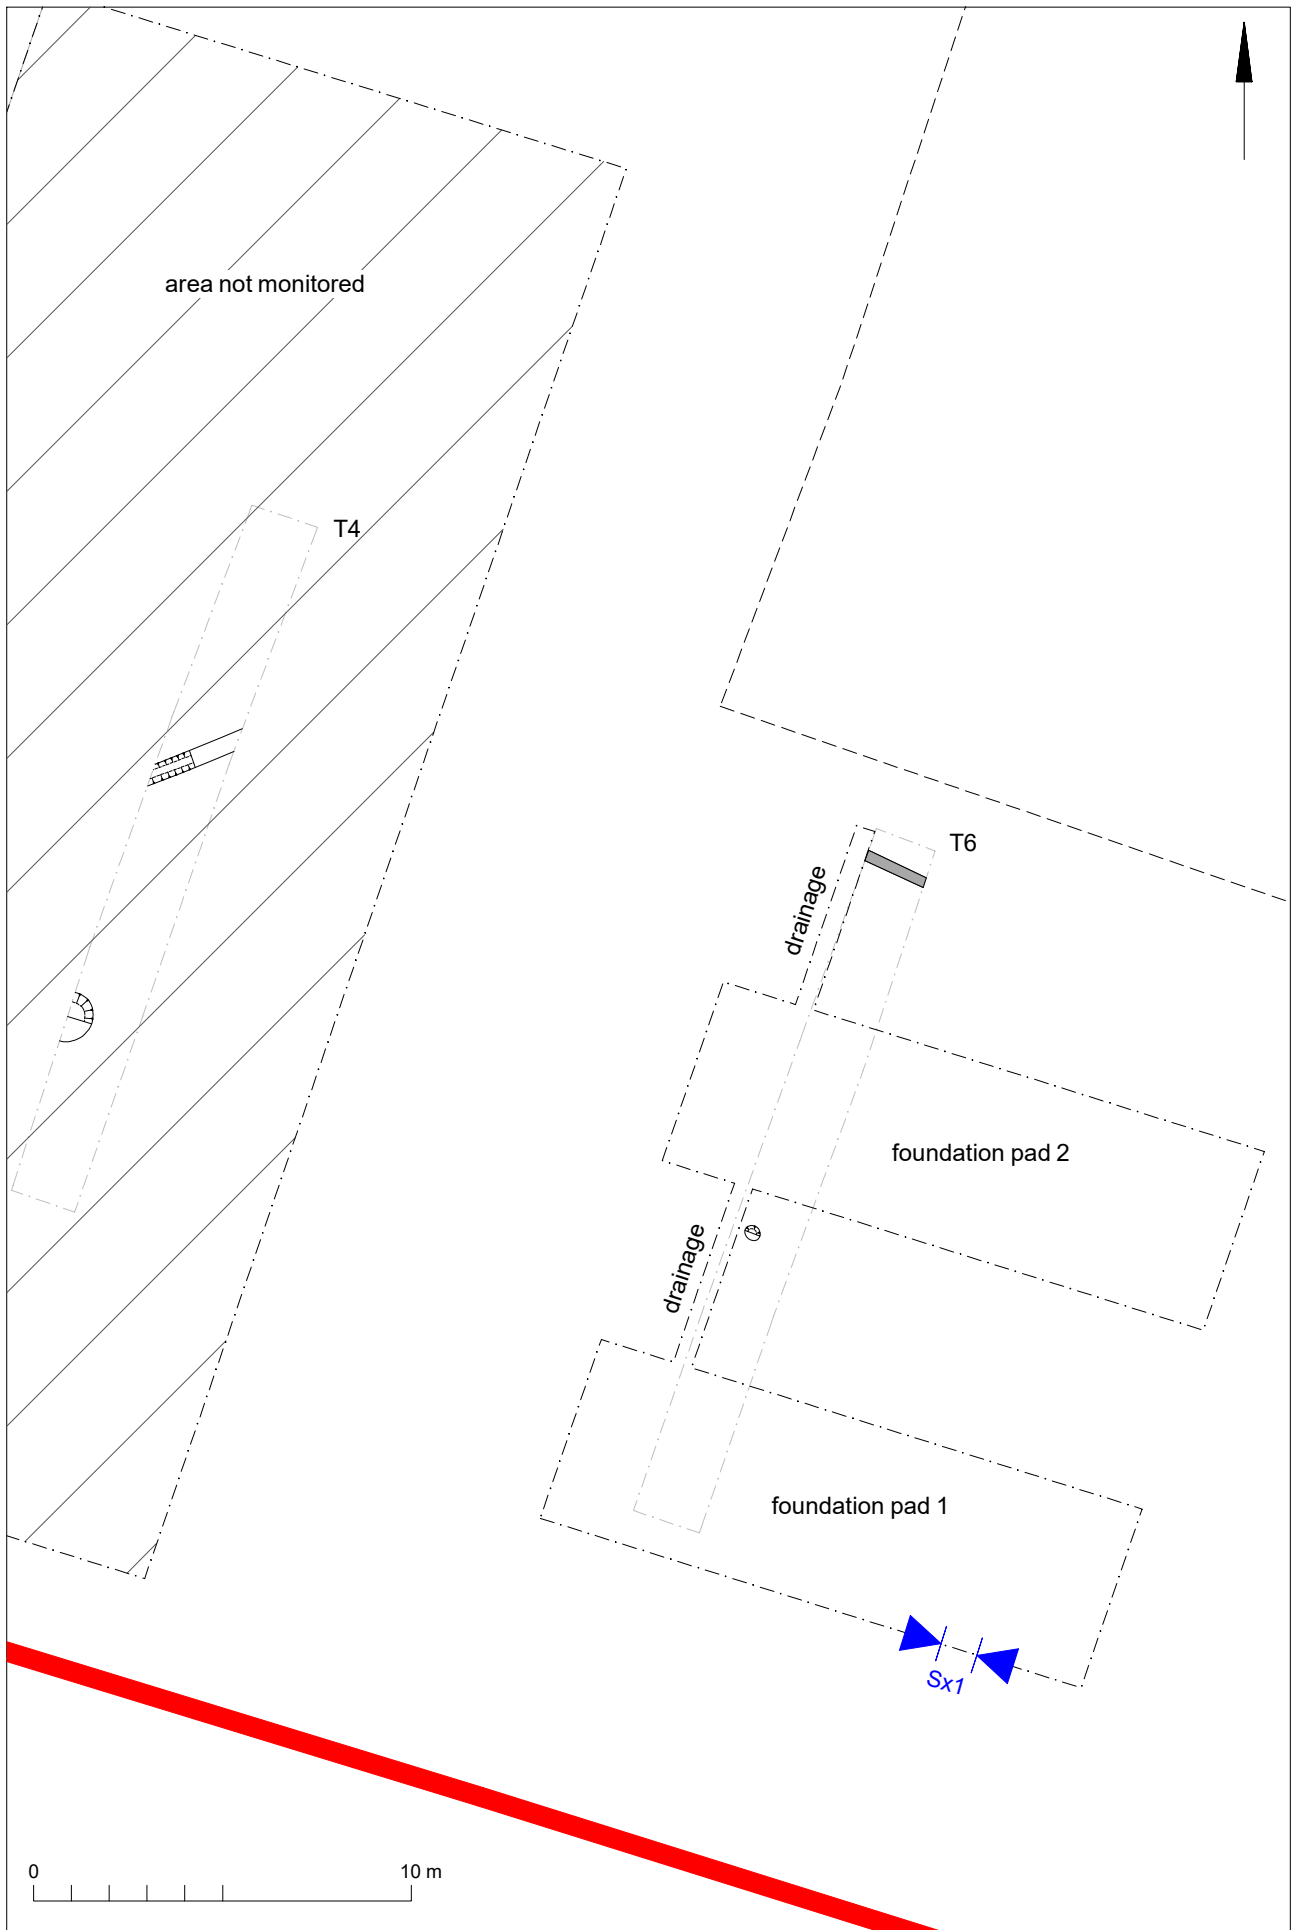 area not monitored
T4
T6
drainage
foundation pad 2
drainage
foundation pad 1
Sx1
0 10 m